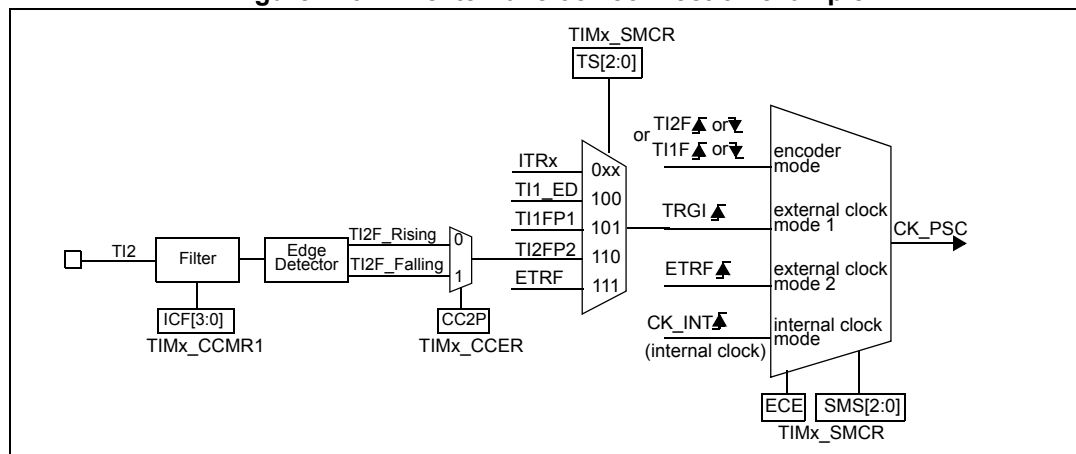 TIMx_SMCR
TS[2:0]
or TI2F or
TI1F or
encoder
mode
ITRx
0xx
TI1_ED
100
TI1FP1
101
TRGI
external clock
mode 1
CK_PSC
TI2
Filter
Edge
Detector
TI2F_Rising
0
TI2F_Falling
1
TI2FP2
110
ETRF
111
ETRF
external clock
mode 2
ICF[3:0]
TIMx_CCMR1
CC2P
TIMx_CCER
CK_INT
(internal clock)
internal clock
mode
ECE
SMS[2:0]
TIMx_SMCR